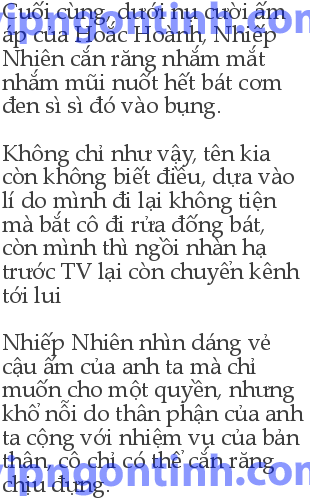 Cuối cùng, dưới nụ cười ấm
áp của Hoắc Hoành, Nhiếp
Nhiên cắn răng nhắm mắt
nhắm mũi nuốt hết bát cơm
đen sì sì đó vào bụng.

Không chỉ như vậy, tên kia
còn không biết điều, dựa vào
lí do mình đi lại không tiện
mà bắt cô đi rửa đống bát,
còn mình thì ngồi nhàn hạ
trước TV lại còn chuyển kênh
tới lui

Nhiếp Nhiên nhìn dáng vẻ
cậu ấm của anh ta mà chỉ
muốn cho một quyền, nhưng
khổ nỗi do thân phận của anh
ta cộng với nhiệm vụ của bản
thân, cô chỉ có thể cắn răng
chịu đựng.
vipngontinh.com
vipngontinh.com